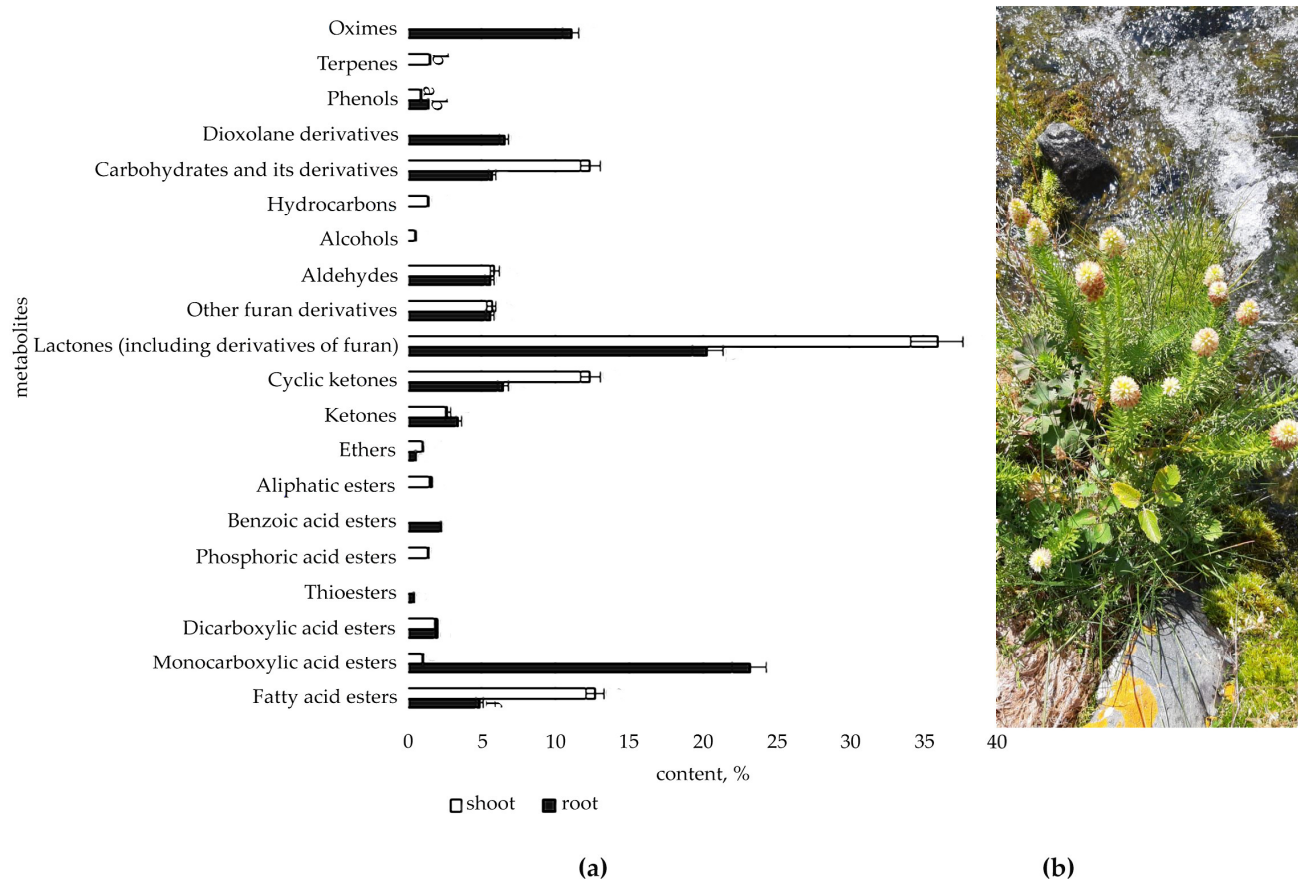 Oximes
Terpenes
b
Phenols
a
b
Dioxolane derivatives
Carbohydrates and its derivatives
Hydrocarbons
Alcohols
Aldehydes
Other furan derivatives
Lactones (including derivatives of furan)
Cyclic ketones
Ketones
Ethers
Aliphatic esters
Benzoic acid esters
Phosphoric acid esters
Thioesters
Dicarboxylic acid esters
Monocarboxylic acid esters
Fatty acid esters
f
metabolites
0 5 10 15 20 25 30 35 40
content, %
shoot root
(a) (b)